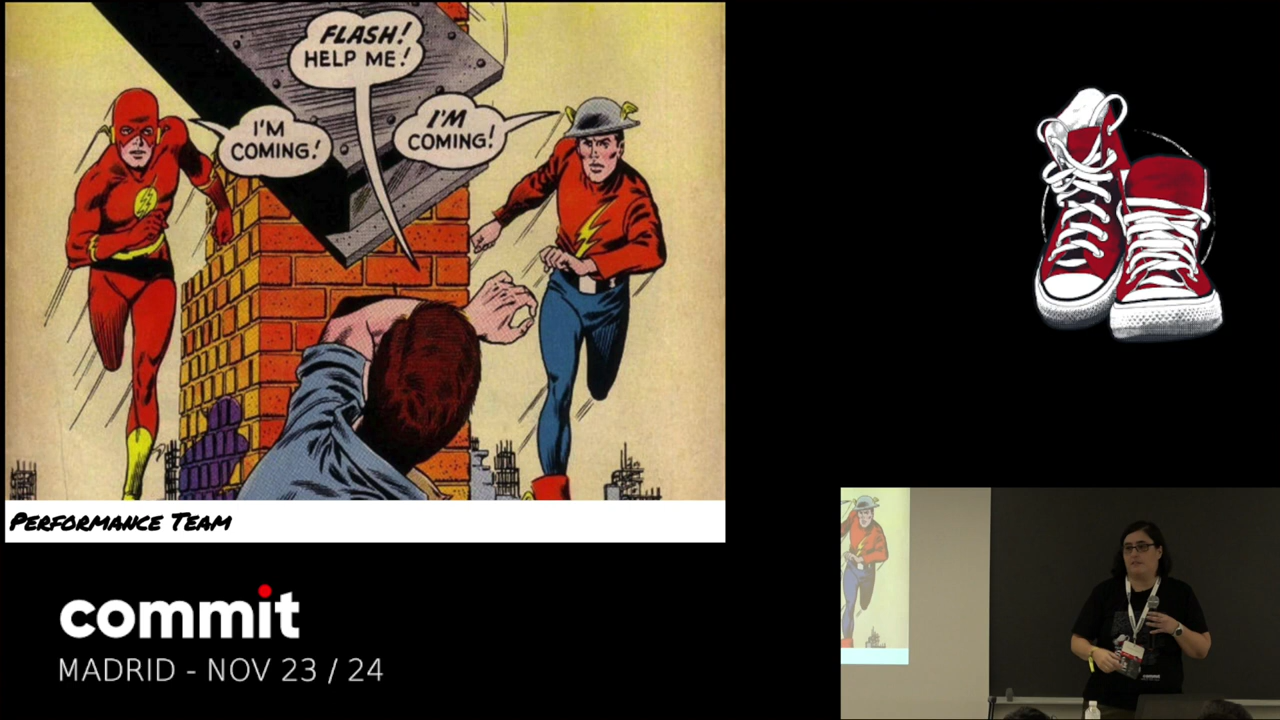 FLASH!
HELP ME!
I'M
COMING!
I'M
COMING!
PERFORMANCE TEAM
commit
MADRID - NOV 23 / 24